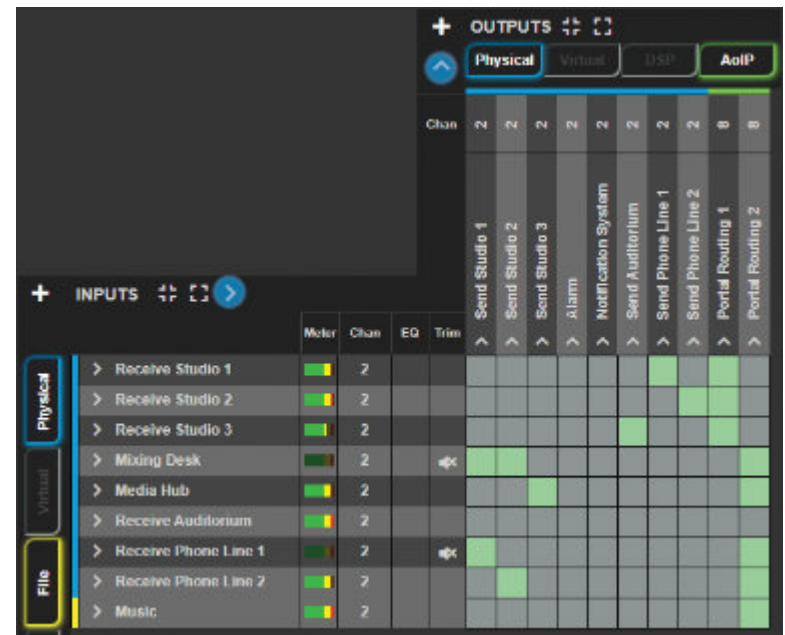 + OUTPUTS
Physical Virtual DSP AoIP
Chan 2 2 2 2 2 2 2 2 8 8
Send Studio 1
Send Studio 2
Send Studio 3
Alarm
Notification System
Send Auditorium
Send Phone Line 1
Send Phone Line 2
Portal Routing 1
Portal Routing 2
+ INPUTS
Meter Chan EQ Trim
Physical
Virtual
File
> Receive Studio 1 2
> Receive Studio 2 2
> Receive Studio 3 2
> Mixing Desk 2
> Media Hub 2
> Receive Auditorium 2
> Receive Phone Line 1 2
> Receive Phone Line 2 2
> Music 2